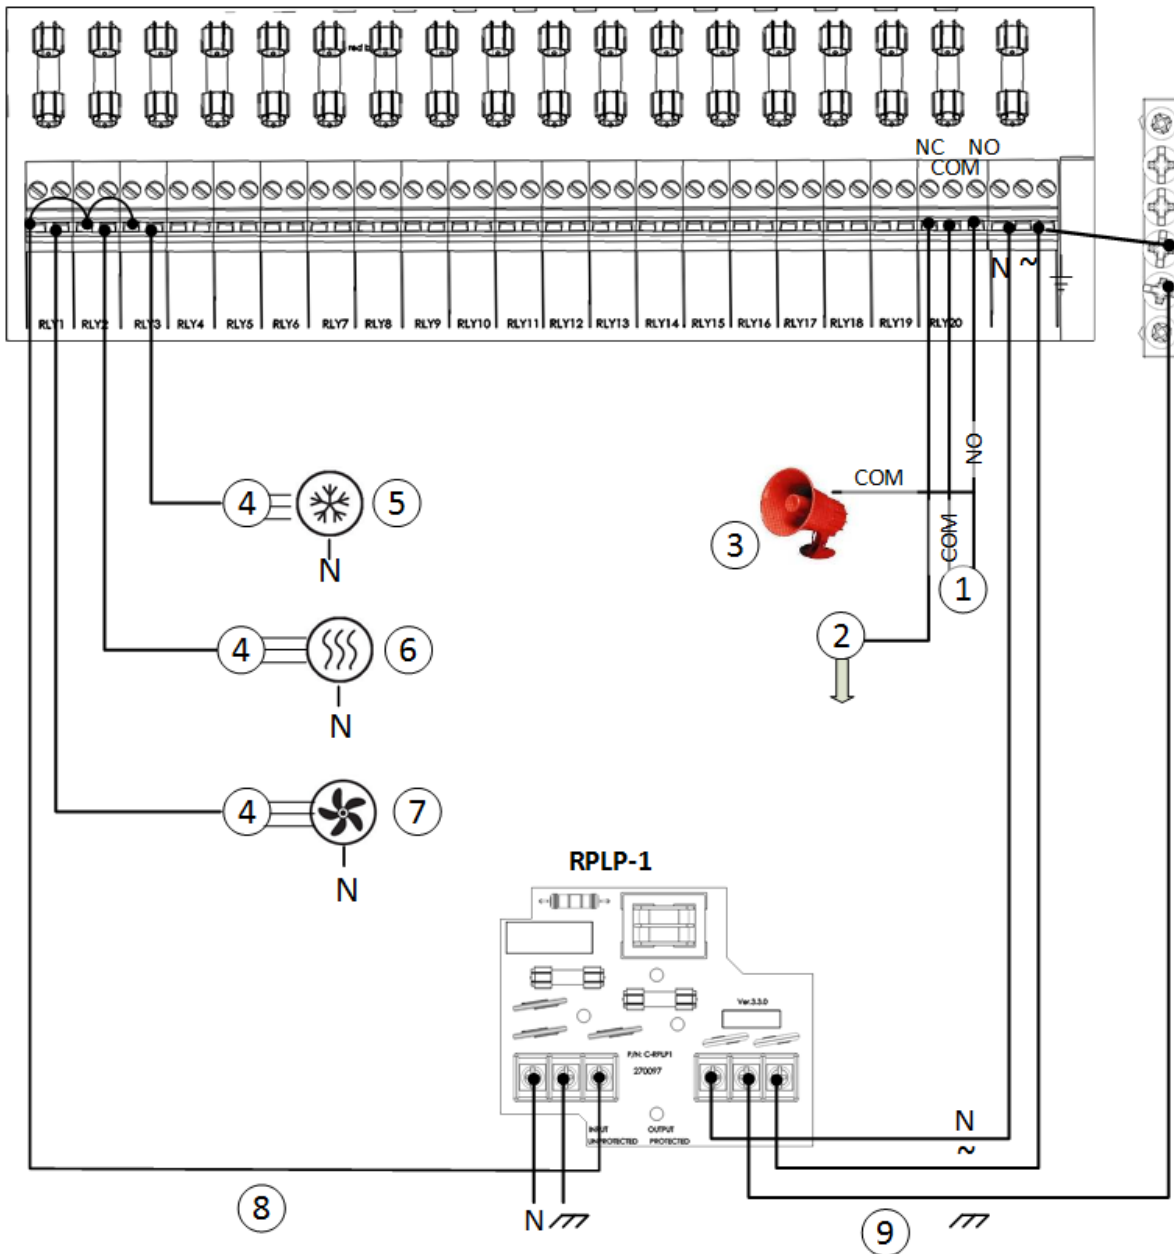 red b
NC NO
COM
N ~
RLY1 RLY2 RLY3 RLY4 RLY5 RLY6 RLY7 RLY8 RLY9 RLY10 RLY11 RLY12 RLY13 RLY14 RLY15 RLY16 RLY17 RLY18 RLY19 RLY20
NO
COM
4 5
3
COM
1
N
2
4 6
N
4 7
N
RPLP-1
Ver.3.3.0
P/N: C-RPLP1
270097
INPUT OUTPUT
UNPROTECTED PROTECTED
N
~
8
N
9